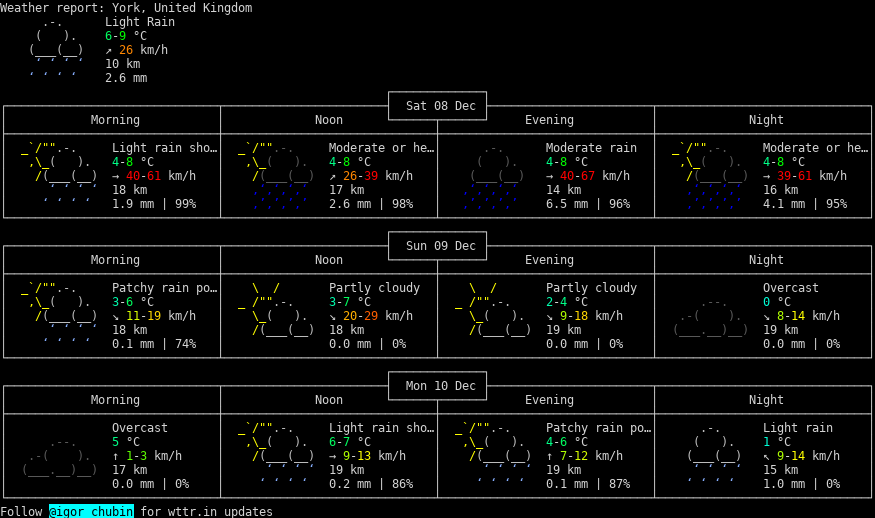 Weather report: York, United Kingdom
Light Rain
6-9 °C
↗ 26 km/h
10 km
2.6 mm
Sat 08 Dec
Morning Noon Evening Night
Light rain sho… Moderate or he… Moderate rain Moderate or he…
4-8 °C 4-8 °C 4-8 °C 4-8 °C
→ 40-61 km/h ↗ 26-39 km/h → 40-67 km/h → 39-61 km/h
18 km 17 km 14 km 16 km
1.9 mm | 99% 2.6 mm | 98% 6.5 mm | 96% 4.1 mm | 95%
Sun 09 Dec
Morning Noon Evening Night
Patchy rain po… Partly cloudy Partly cloudy Overcast
3-6 °C 3-7 °C 2-4 °C 0 °C
↘ 11-19 km/h ↘ 20-29 km/h ↘ 9-18 km/h ↘ 8-14 km/h
18 km 18 km 19 km 19 km
0.1 mm | 74% 0.0 mm | 0% 0.0 mm | 0% 0.0 mm | 0%
Mon 10 Dec
Morning Noon Evening Night
Overcast Light rain sho… Patchy rain po… Light rain
5 °C 6-7 °C 4-6 °C 1 °C
↑ 1-3 km/h → 9-13 km/h ↑ 7-12 km/h ↖ 9-14 km/h
17 km 19 km 19 km 15 km
0.0 mm | 0% 0.2 mm | 86% 0.1 mm | 87% 1.0 mm | 0%
Follow @igor_chubin for wttr.in updates